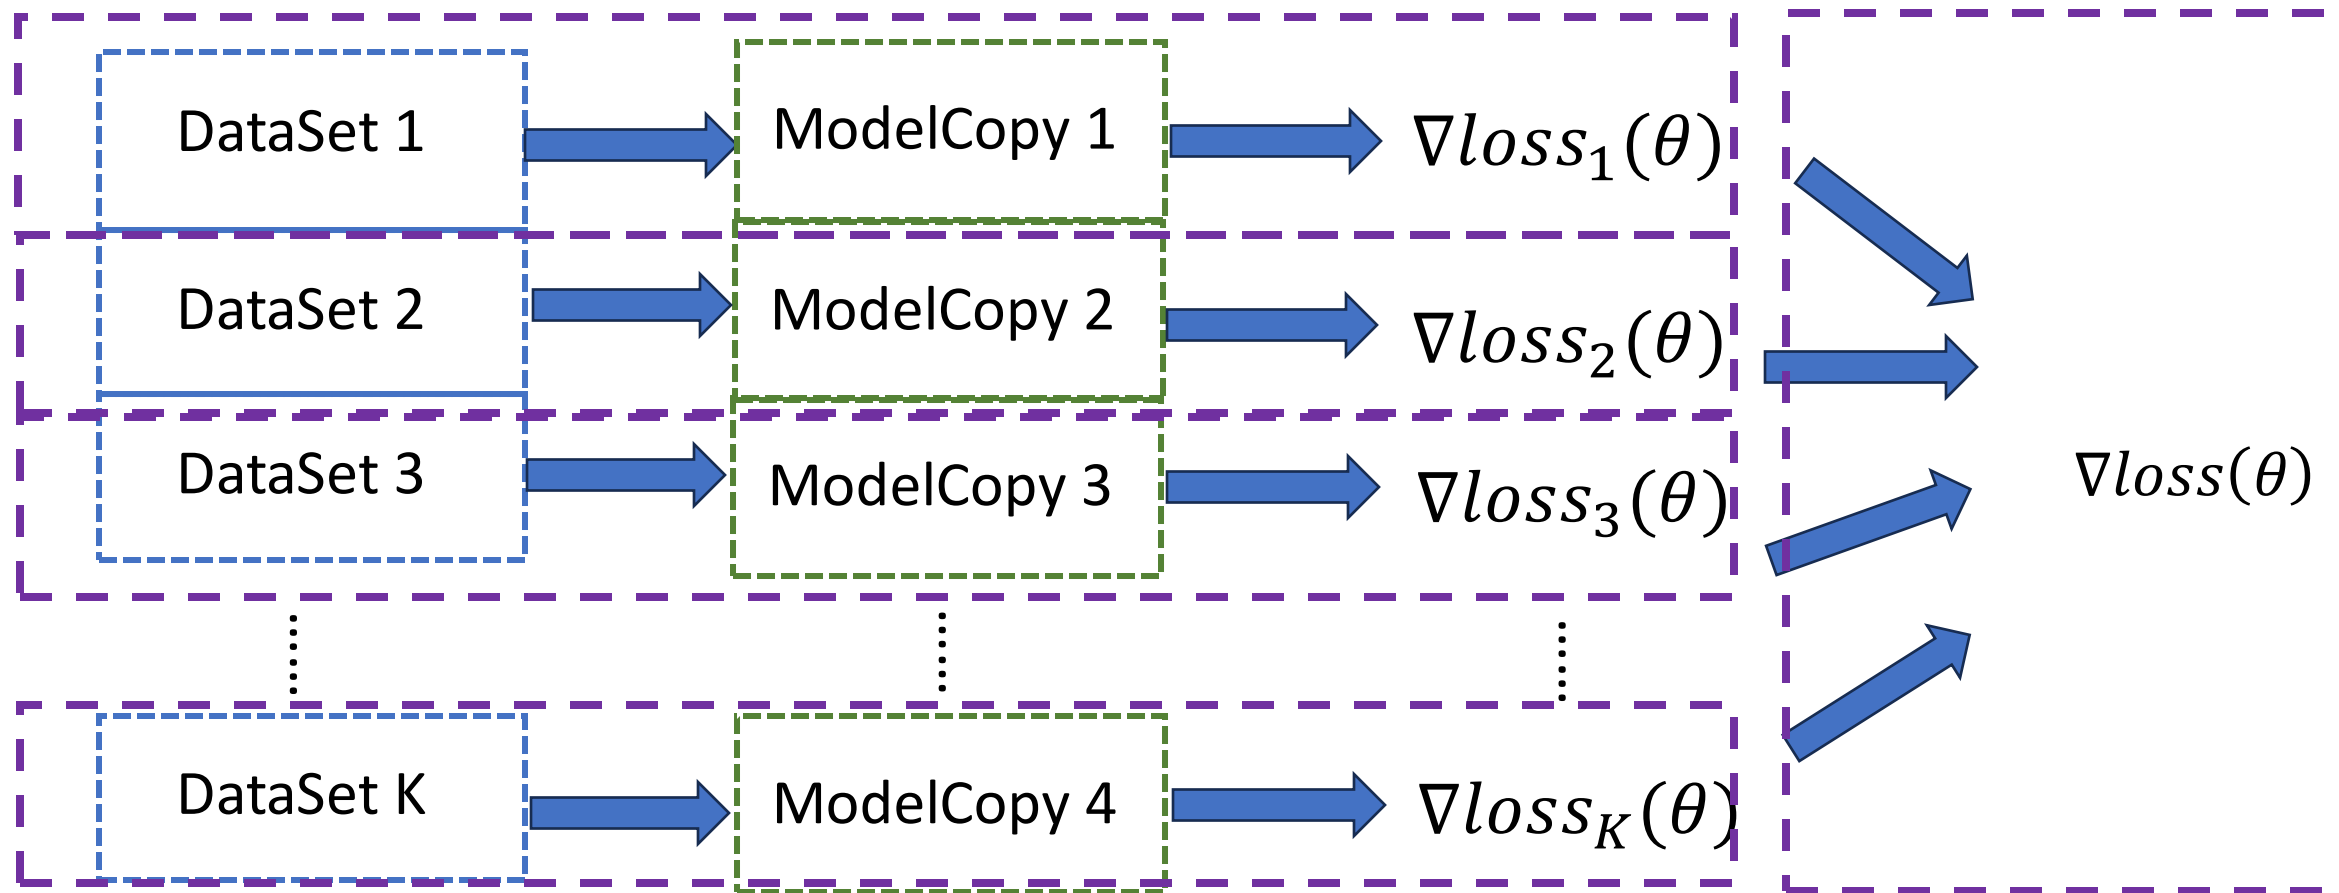 DataSet 1
ModelCopy 1
∇loss₁(θ)
DataSet 2
ModelCopy 2
∇loss₂(θ)
DataSet 3
ModelCopy 3
∇loss₃(θ)
∇loss(θ)
DataSet K
ModelCopy 4
∇loss_K(θ)